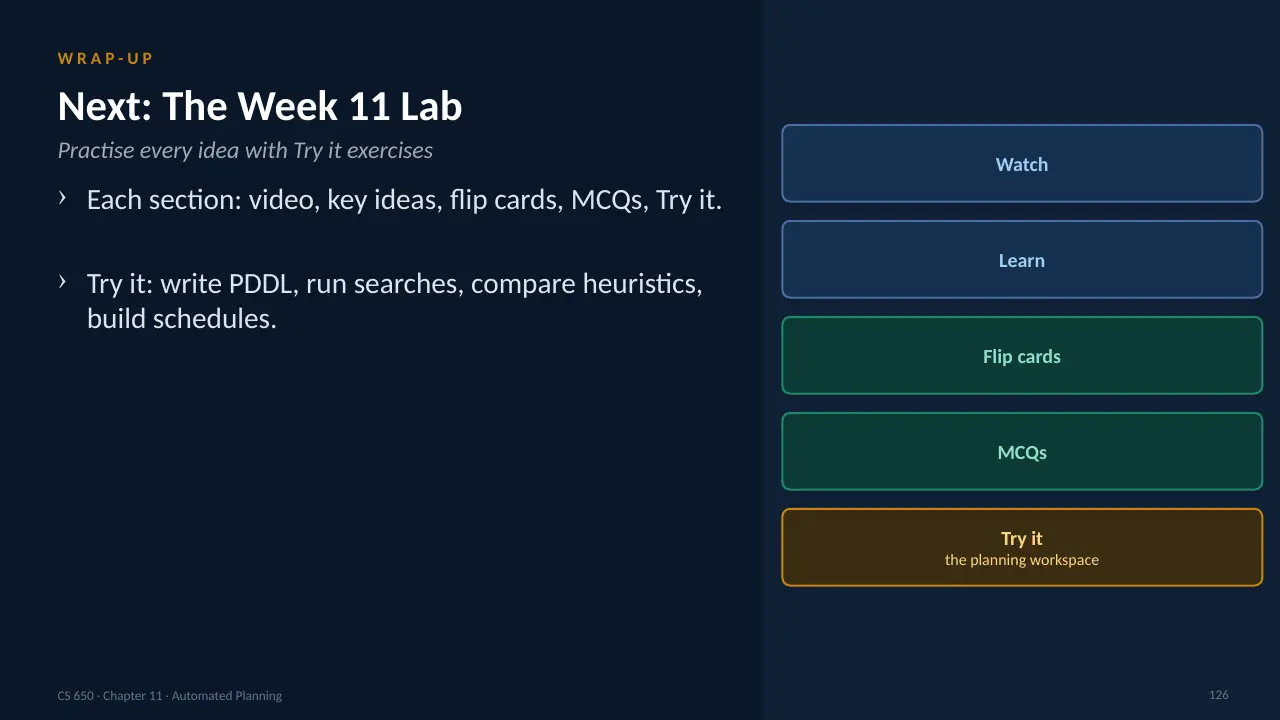 WRAP-UP
Next: The Week 11 Lab
Practise every idea with Try it exercises
› Each section: video, key ideas, flip cards, MCQs, Try it.
› Try it: write PDDL, run searches, compare heuristics,
build schedules.
Watch
Learn
Flip cards
MCQs
Try it
the planning workspace
CS 650 · Chapter 11 · Automated Planning
126